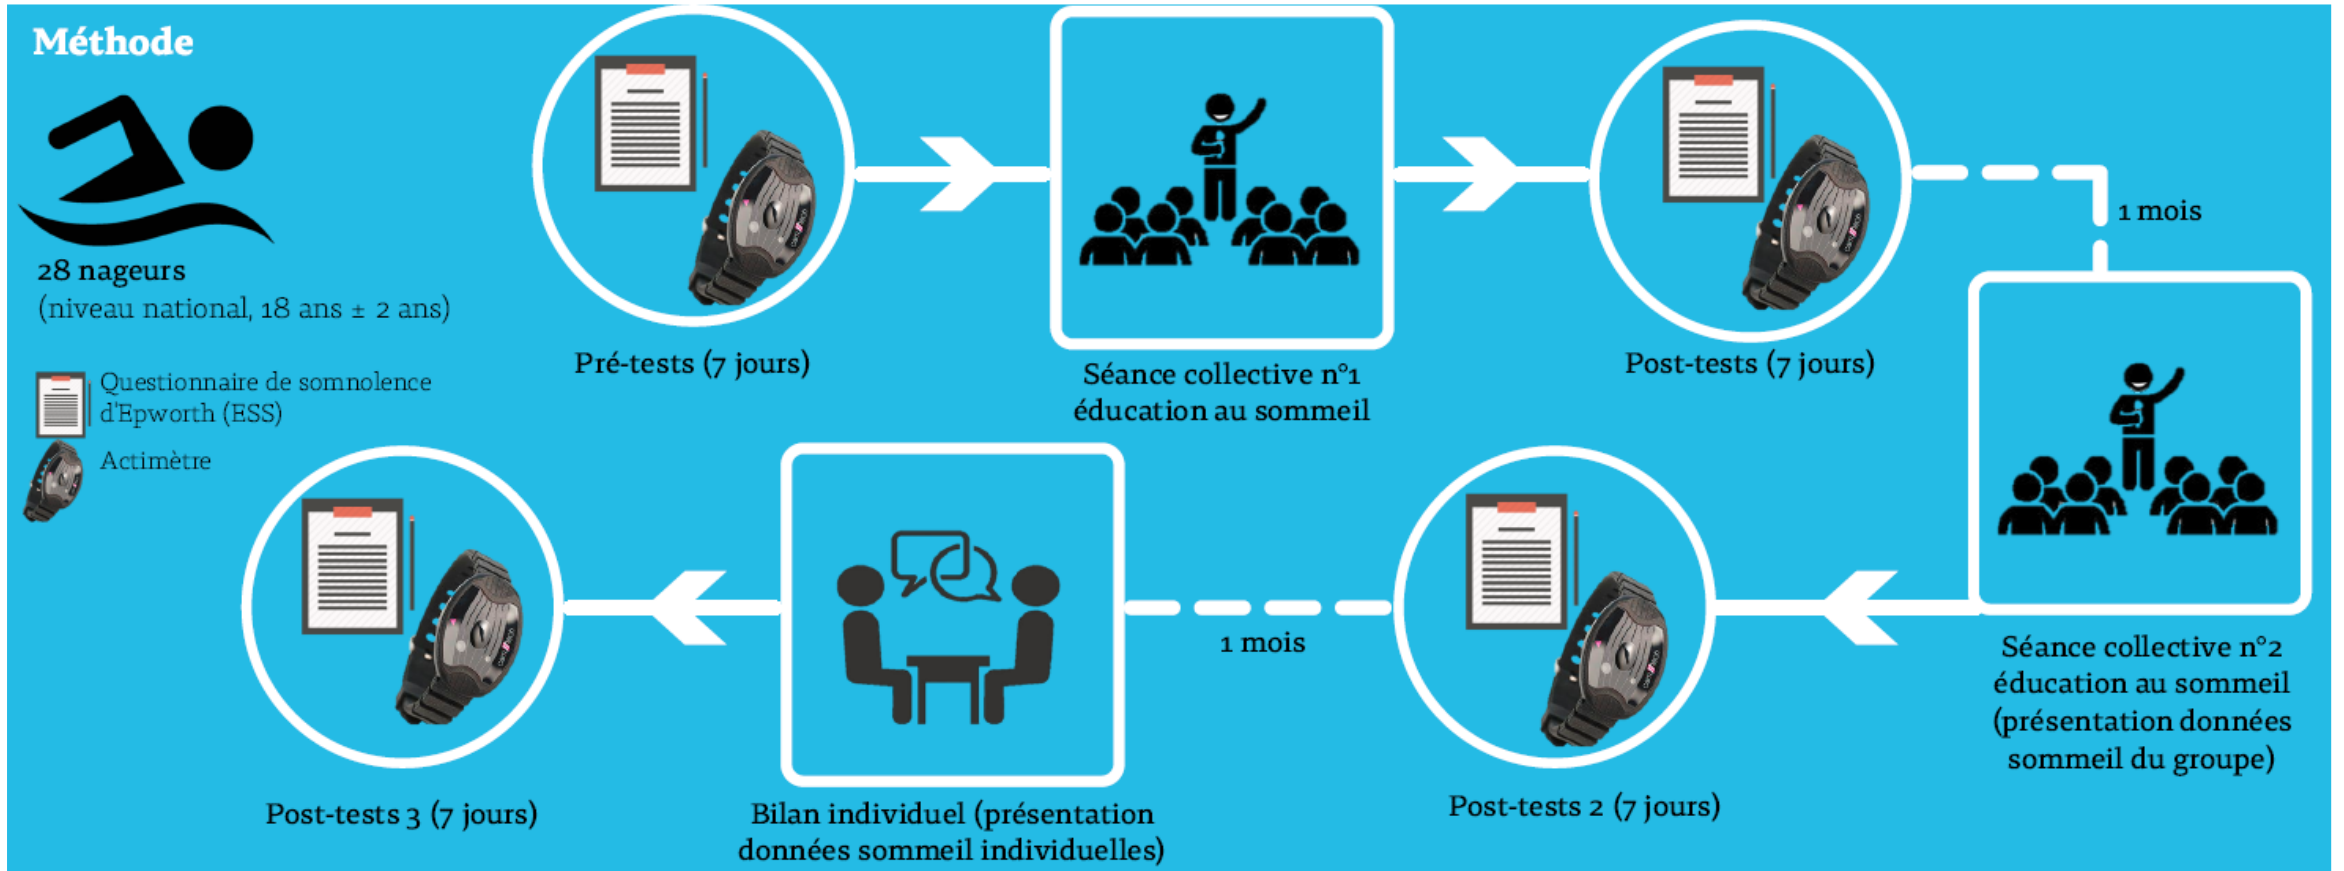 Méthode
28 nageurs
(niveau national, 18 ans ± 2 ans)
Questionnaire de somnolence
d'Epworth (ESS)
Actimètre
Pré-tests (7 jours)
Séance collective n°1
éducation au sommeil
Post-tests (7 jours)
1 mois
Séance collective n°2
éducation au sommeil
(présentation données
sommeil du groupe)
Post-tests 2 (7 jours)
1 mois
Bilan individuel (présentation
données sommeil individuelles)
Post-tests 3 (7 jours)